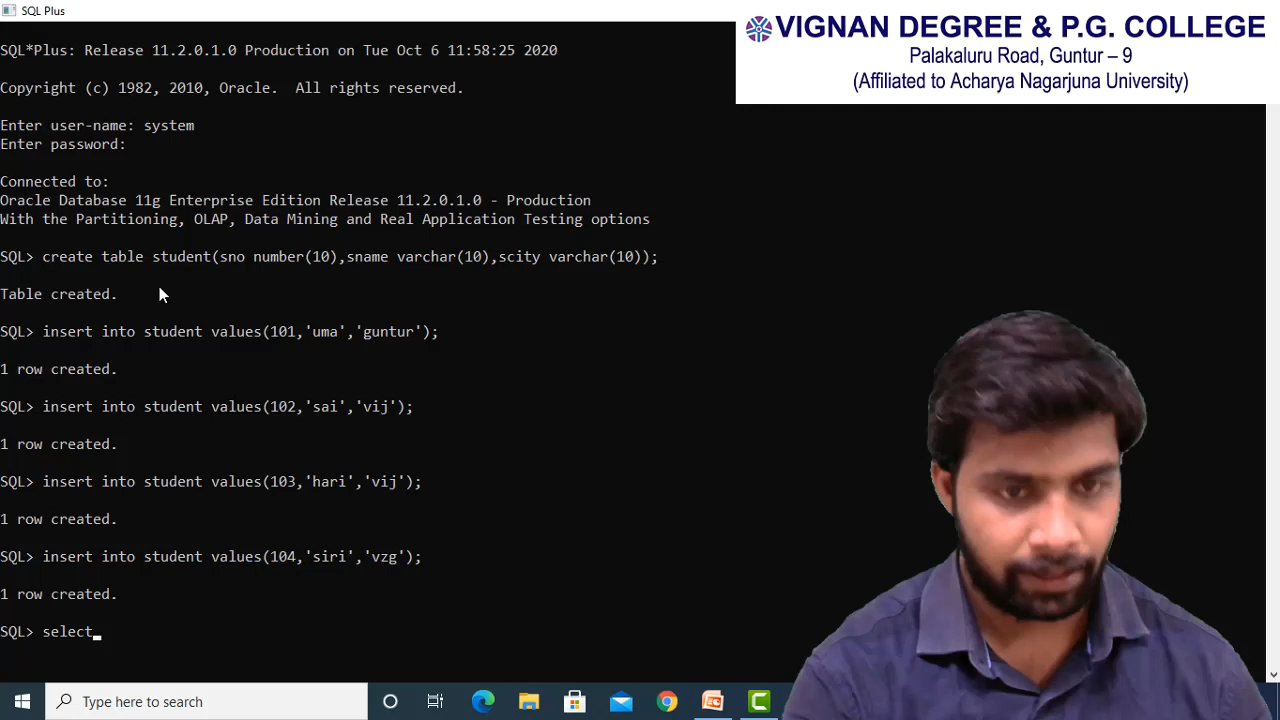 SQL Plus
VIGNAN DEGREE & P.G. COLLEGE
Palakaluru Road, Guntur – 9
(Affiliated to Acharya Nagarjuna University)
SQL*Plus: Release 11.2.0.1.0 Production on Tue Oct 6 11:58:25 2020
Copyright (c) 1982, 2010, Oracle.  All rights reserved.
Enter user-name: system
Enter password:
Connected to:
Oracle Database 11g Enterprise Edition Release 11.2.0.1.0 - Production
With the Partitioning, OLAP, Data Mining and Real Application Testing options
SQL> create table student(sno number(10),sname varchar(10),scity varchar(10));
Table created.
SQL> insert into student values(101,'uma','guntur');
1 row created.
SQL> insert into student values(102,'sai','vij');
1 row created.
SQL> insert into student values(103,'hari','vij');
1 row created.
SQL> insert into student values(104,'siri','vzg');
1 row created.
SQL> select
Type here to search